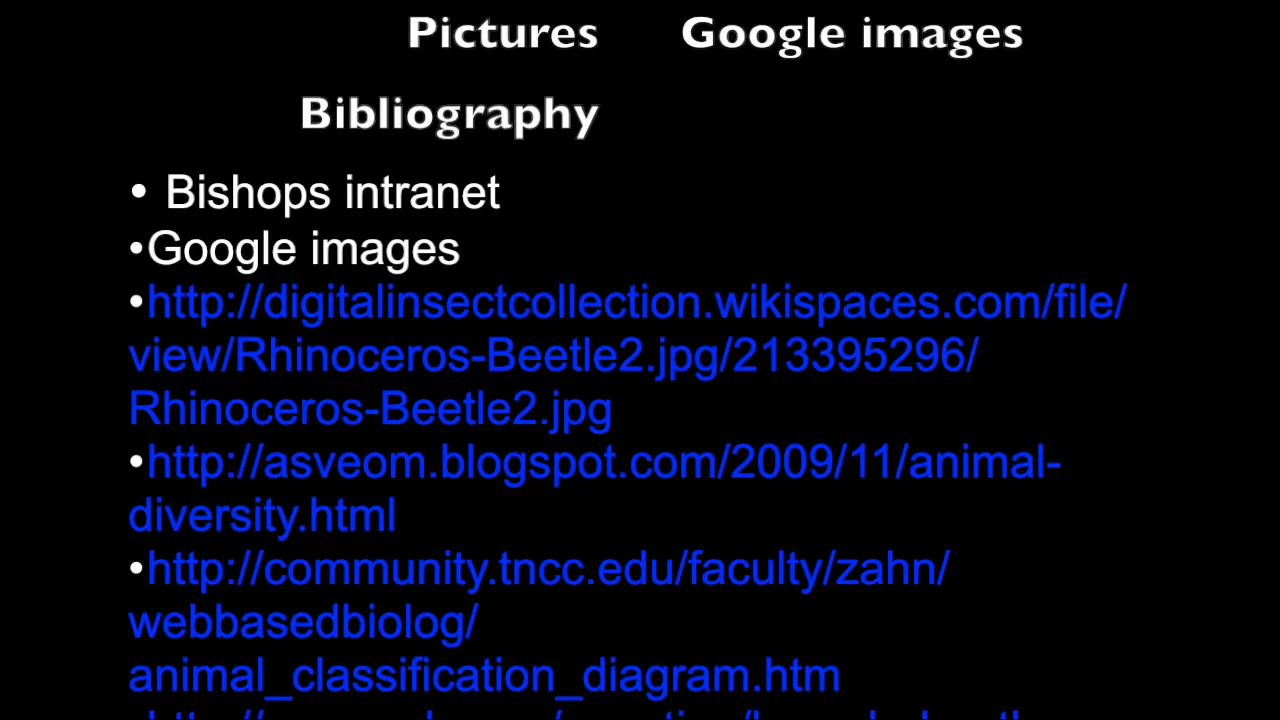 Pictures Google images
Bibliography
• Bishops intranet
•Google images
•http://digitalinsectcollection.wikispaces.com/file/
view/Rhinoceros-Beetle2.jpg/213395296/
Rhinoceros-Beetle2.jpg
•http://asveom.blogspot.com/2009/11/animal-
diversity.html
•http://community.tncc.edu/faculty/zahn/
webbasedbiolog/
animal_classification_diagram.htm